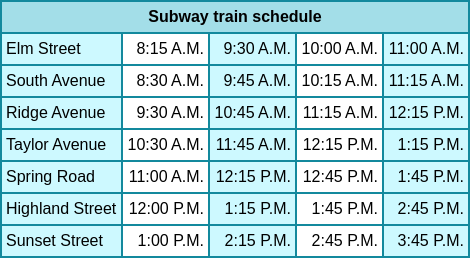 Subway train schedule
Elm Street 8:15 A.M. 9:30 A.M. 10:00 A.M. 11:00 A.M.
South Avenue 8:30 A.M. 9:45 A.M. 10:15 A.M. 11:15 A.M.
Ridge Avenue 9:30 A.M. 10:45 A.M. 11:15 A.M. 12:15 P.M.
Taylor Avenue 10:30 A.M. 11:45 A.M. 12:15 P.M. 1:15 P.M.
Spring Road 11:00 A.M. 12:15 P.M. 12:45 P.M. 1:45 P.M.
Highland Street 12:00 P.M. 1:15 P.M. 1:45 P.M. 2:45 P.M.
Sunset Street 1:00 P.M. 2:15 P.M. 2:45 P.M. 3:45 P.M.